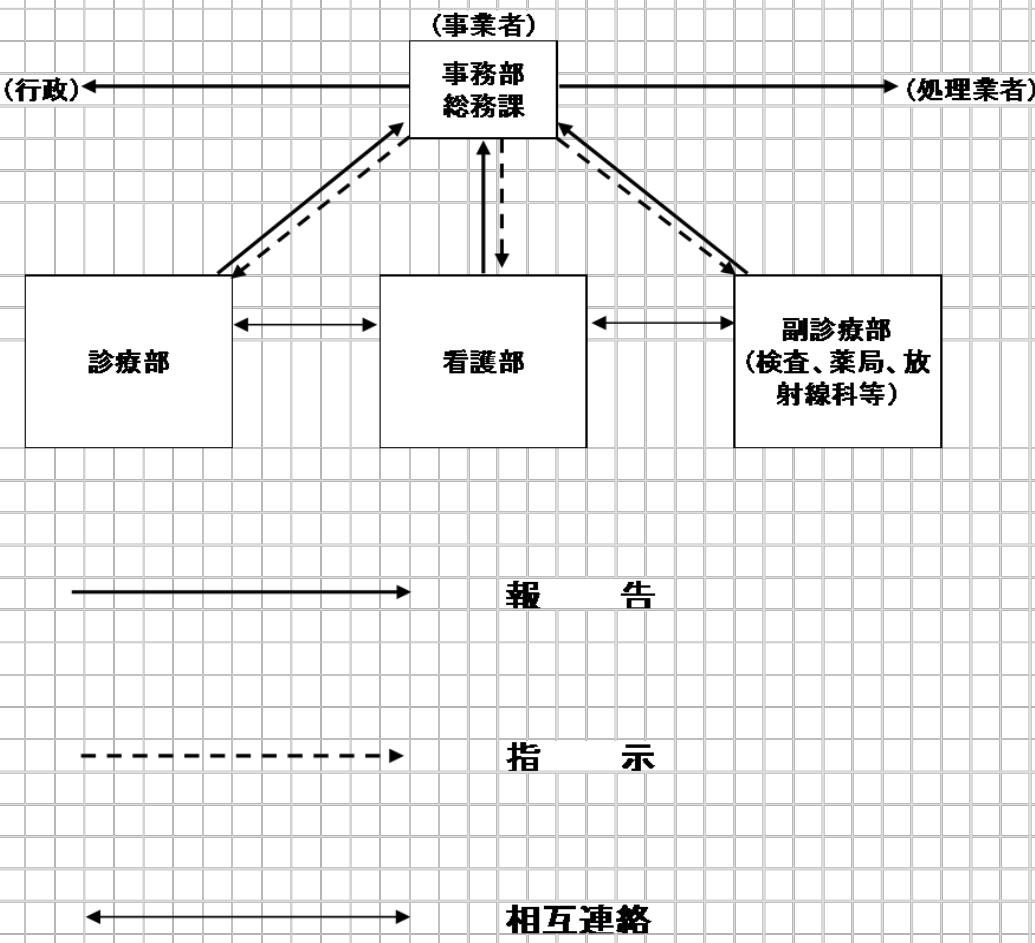 (事業者)
事務部
総務課
(行政)
(処理業者)
診療部
看護部
副診療部
(検査、薬局、放
射線科等)
報　　告
指　　示
相互連絡